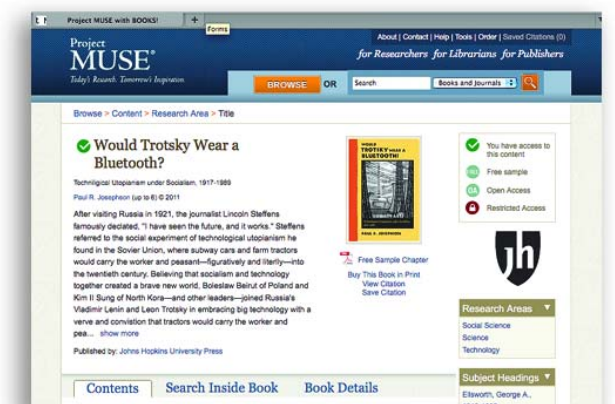 Project MUSE with BOOKS!
+
Forms
About | Contact | Help | Tools | Order | Saved Citations (0)
Project
MUSE®
Today's Research. Tomorrow's Inspiration.
for Researchers for Librarians for Publishers
BROWSE OR Search Books and Journals
Browse > Content > Research Area > Title
Would Trotsky Wear a
Bluetooth?
Technological Utopianism under Socialism, 1917-1989
Paul R. Josephson (up to 6) © 2011
After visiting Russia in 1921, the journalist Lincoln Steffens
famously declated, "I have seen the future, and it works." Steffens
referred to the social experiment of technological utopianism he
found in the Sovier Union, where subway cars and farm tractors
would carry the worker and peasant—figuratively and literlly—into
the twentieth century. Believing that socialism and technology
together created a brave new world, Boleslaw Beirut of Poland and
Kim Il Sung of North Kora—and other leaders—joined Russia's
Vladimir Lenin and Leon Trotsky in embracing big technology with a
verve and convistion that tractors would carry the worker and
pea... show more
Published by: Johns Hopkins University Press
WOULD
TROTSKY WEAR A
BLUETOOTH?
PAUL R. JOSEPHSON
Free Sample Chapter
Buy This Book in Print
View Citation
Save Citation
You have access to
this content
Free sample
OA Open Access
Restricted Access
jh
Research Areas
Social Science
Science
Technology
Subject Headings
Ellsworth, George A.,
Contents Search Inside Book Book Details